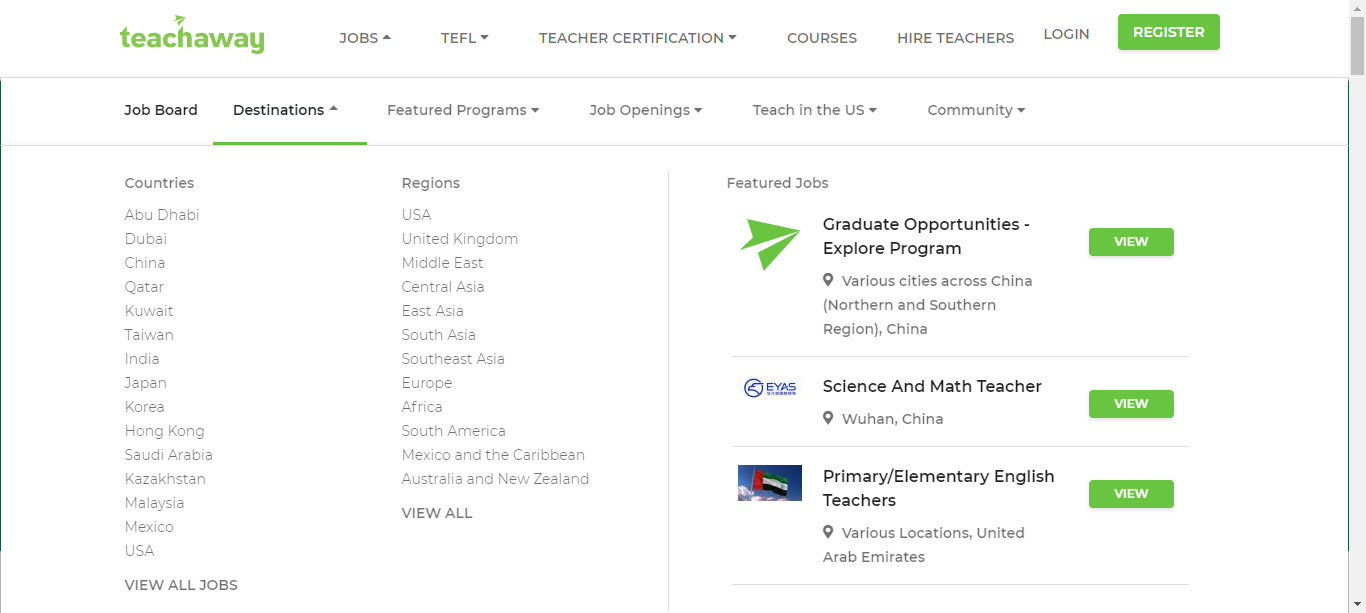 teachaway
JOBS
TEFL
TEACHER CERTIFICATION
COURSES
HIRE TEACHERS
LOGIN
REGISTER
Job Board
Destinations
Featured Programs
Job Openings
Teach in the US
Community
Countries
Abu Dhabi
Dubai
China
Qatar
Kuwait
Taiwan
India
Japan
Korea
Hong Kong
Saudi Arabia
Kazakhstan
Malaysia
Mexico
USA
VIEW ALL JOBS
Regions
USA
United Kingdom
Middle East
Central Asia
East Asia
South Asia
Southeast Asia
Europe
Africa
South America
Mexico and the Caribbean
Australia and New Zealand
VIEW ALL
Featured Jobs
Graduate Opportunities -
Explore Program
Various cities across China
(Northern and Southern
Region), China
VIEW
EYAS
Science And Math Teacher
Wuhan, China
VIEW
Primary/Elementary English
Teachers
Various Locations, United
Arab Emirates
VIEW